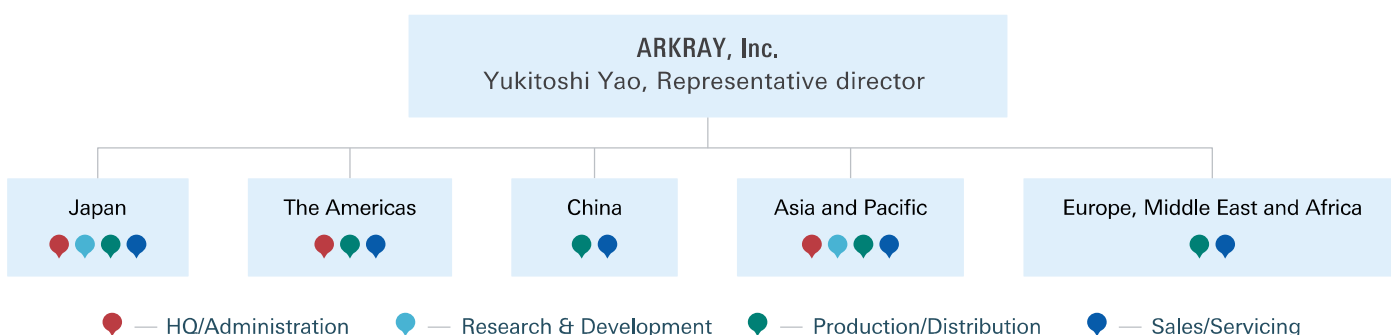 ARKRAY, Inc.
Yukitoshi Yao, Representative director
Japan
The Americas
China
Asia and Pacific
Europe, Middle East and Africa
— HQ/Administration
— Research & Development
— Production/Distribution
— Sales/Servicing